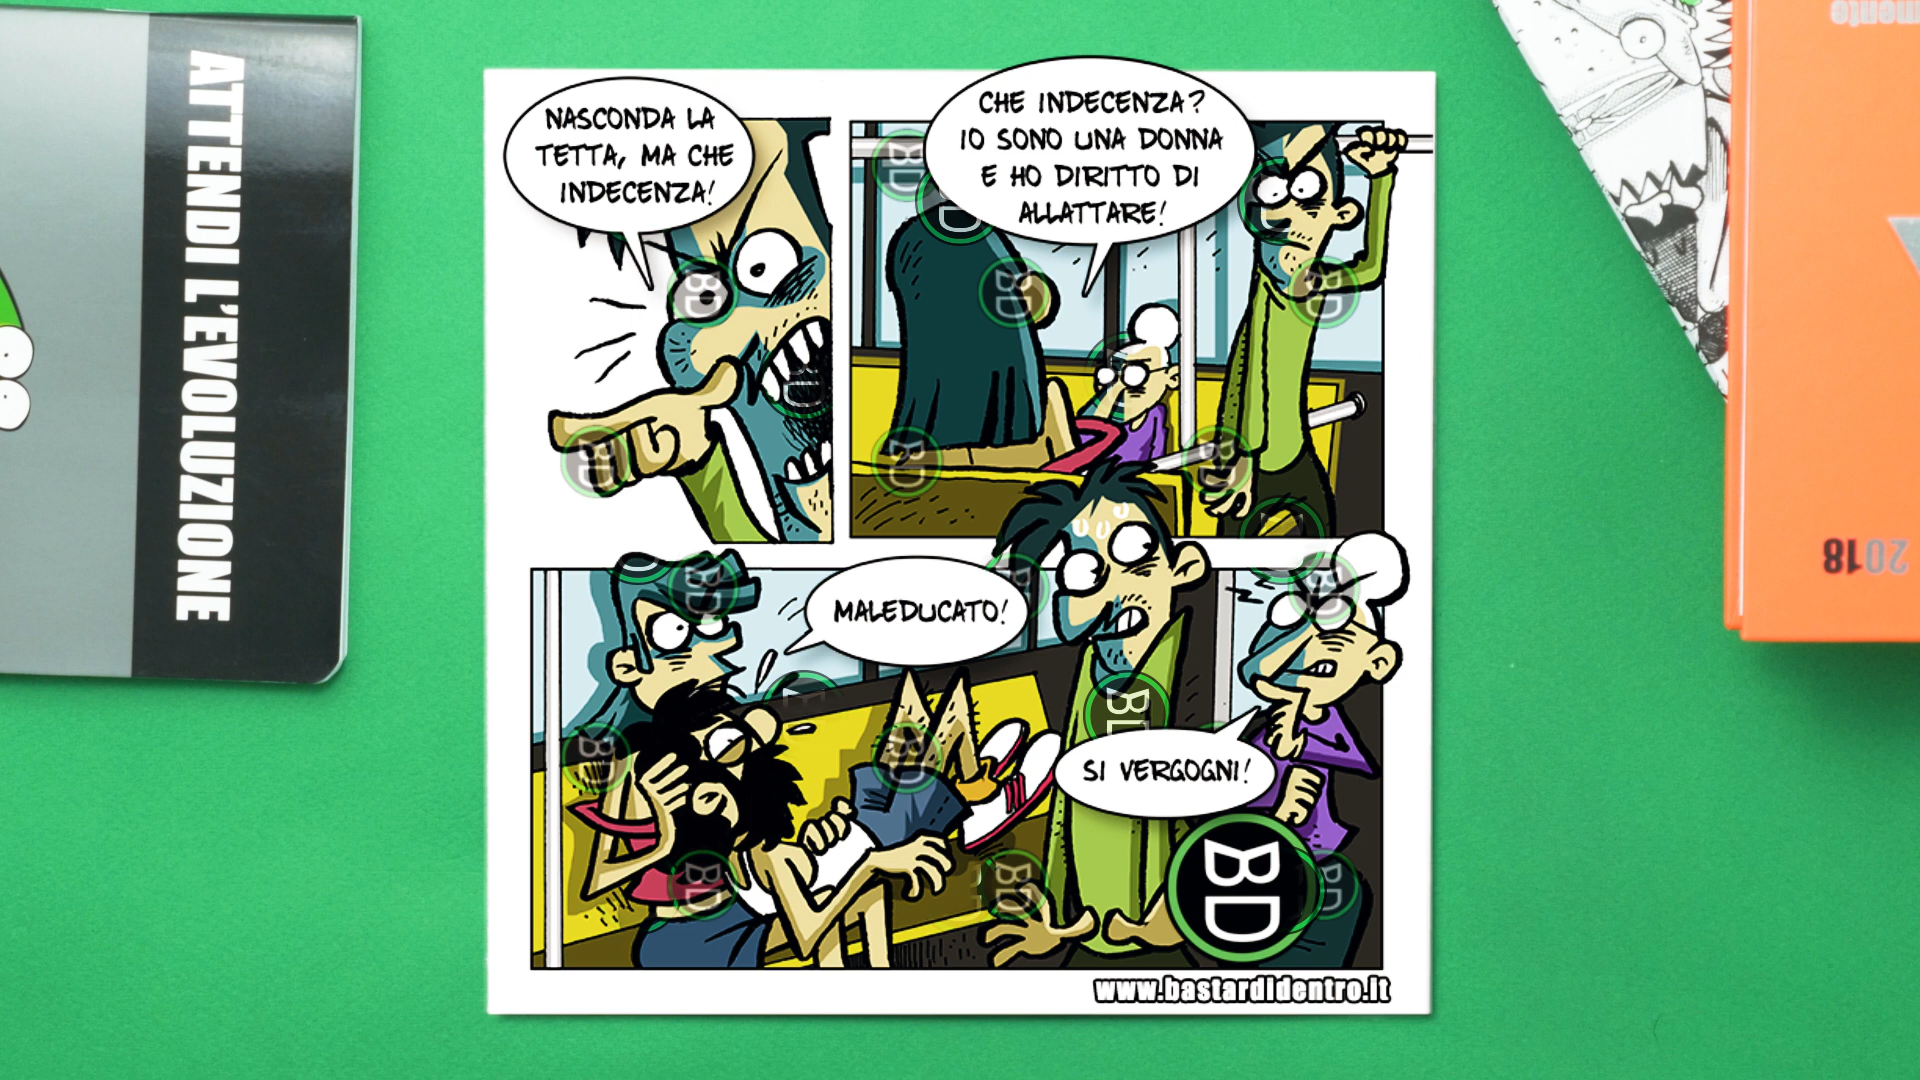 ATTENDI L'EVOLUZIONE
NASCONDA LA
TETTA, MA CHE
INDECENZA!
CHE INDECENZA?
IO SONO UNA DONNA
E HO DIRITTO DI
ALLATTARE!
MALEDUCATO!
SI VERGOGNI!
BD
www.bastardidentro.it
mente
2018